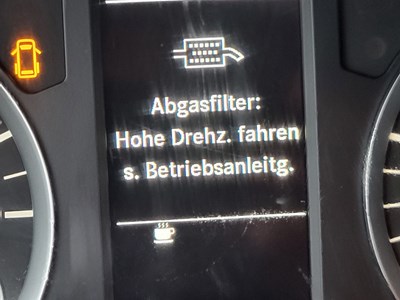 Abgasfilter:
Hohe Drehz. fahren
s. Betriebsanleitg.